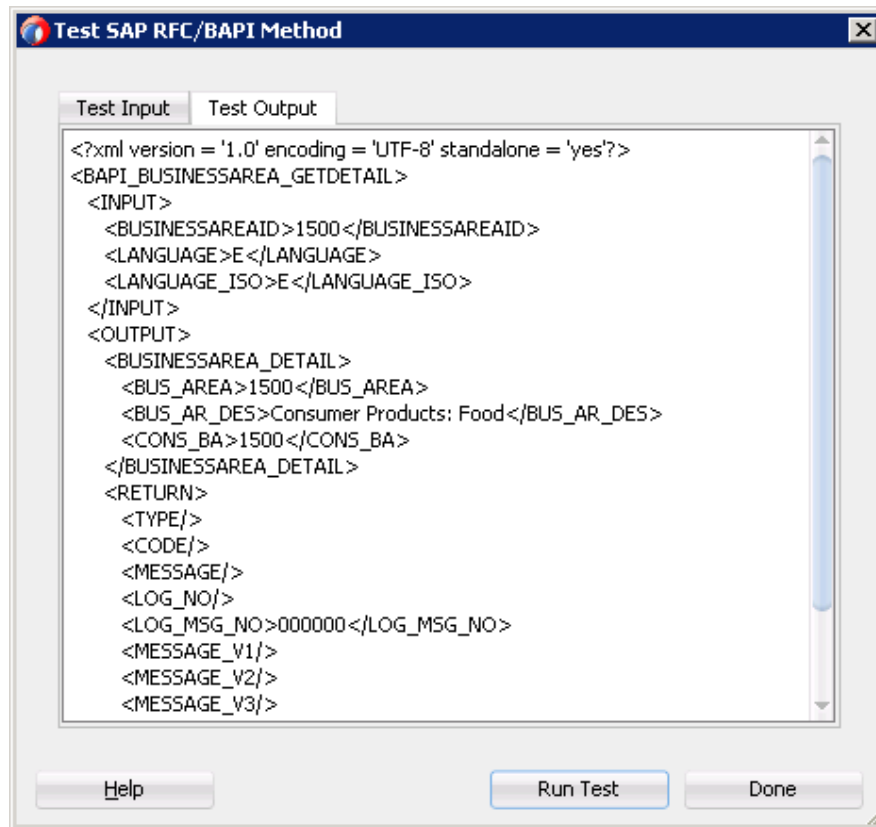 Test SAP RFC/BAPI Method
Test Input Test Output
<?xml version = '1.0' encoding = 'UTF-8' standalone = 'yes'?>
<BAPI_BUSINESSAREA_GETDETAIL>
<INPUT>
<BUSINESSAREAID>1500</BUSINESSAREAID>
<LANGUAGE>E</LANGUAGE>
<LANGUAGE_ISO>E</LANGUAGE_ISO>
</INPUT>
<OUTPUT>
<BUSINESSAREA_DETAIL>
<BUS_AREA>1500</BUS_AREA>
<BUS_AR_DES>Consumer Products: Food</BUS_AR_DES>
<CONS_BA>1500</CONS_BA>
</BUSINESSAREA_DETAIL>
<RETURN>
<TYPE/>
<CODE/>
<MESSAGE/>
<LOG_NO/>
<LOG_MSG_NO>000000</LOG_MSG_NO>
<MESSAGE_V1/>
<MESSAGE_V2/>
<MESSAGE_V3/>
Help Run Test Done